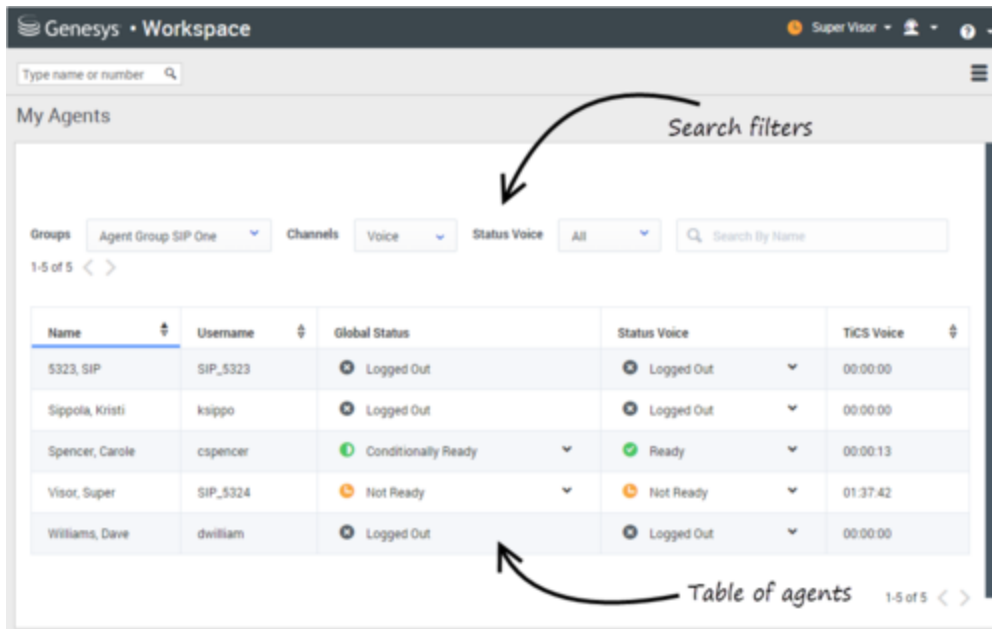 Genesys • Workspace Super Visor
Type name or number
My Agents
Search filters
Groups Agent Group SIP One Channels Voice Status Voice All Search By Name
1-5 of 5
Name Username Global Status Status Voice TiCS Voice
5323, SIP SIP_5323 Logged Out Logged Out 00:00:00
Sippola, Kristi ksippo Logged Out Logged Out 00:00:00
Spencer, Carole cspencer Conditionally Ready Ready 00:00:13
Visor, Super SIP_5324 Not Ready Not Ready 01:37:42
Williams, Dave dwilliam Logged Out Logged Out 00:00:00
Table of agents 1-5 of 5